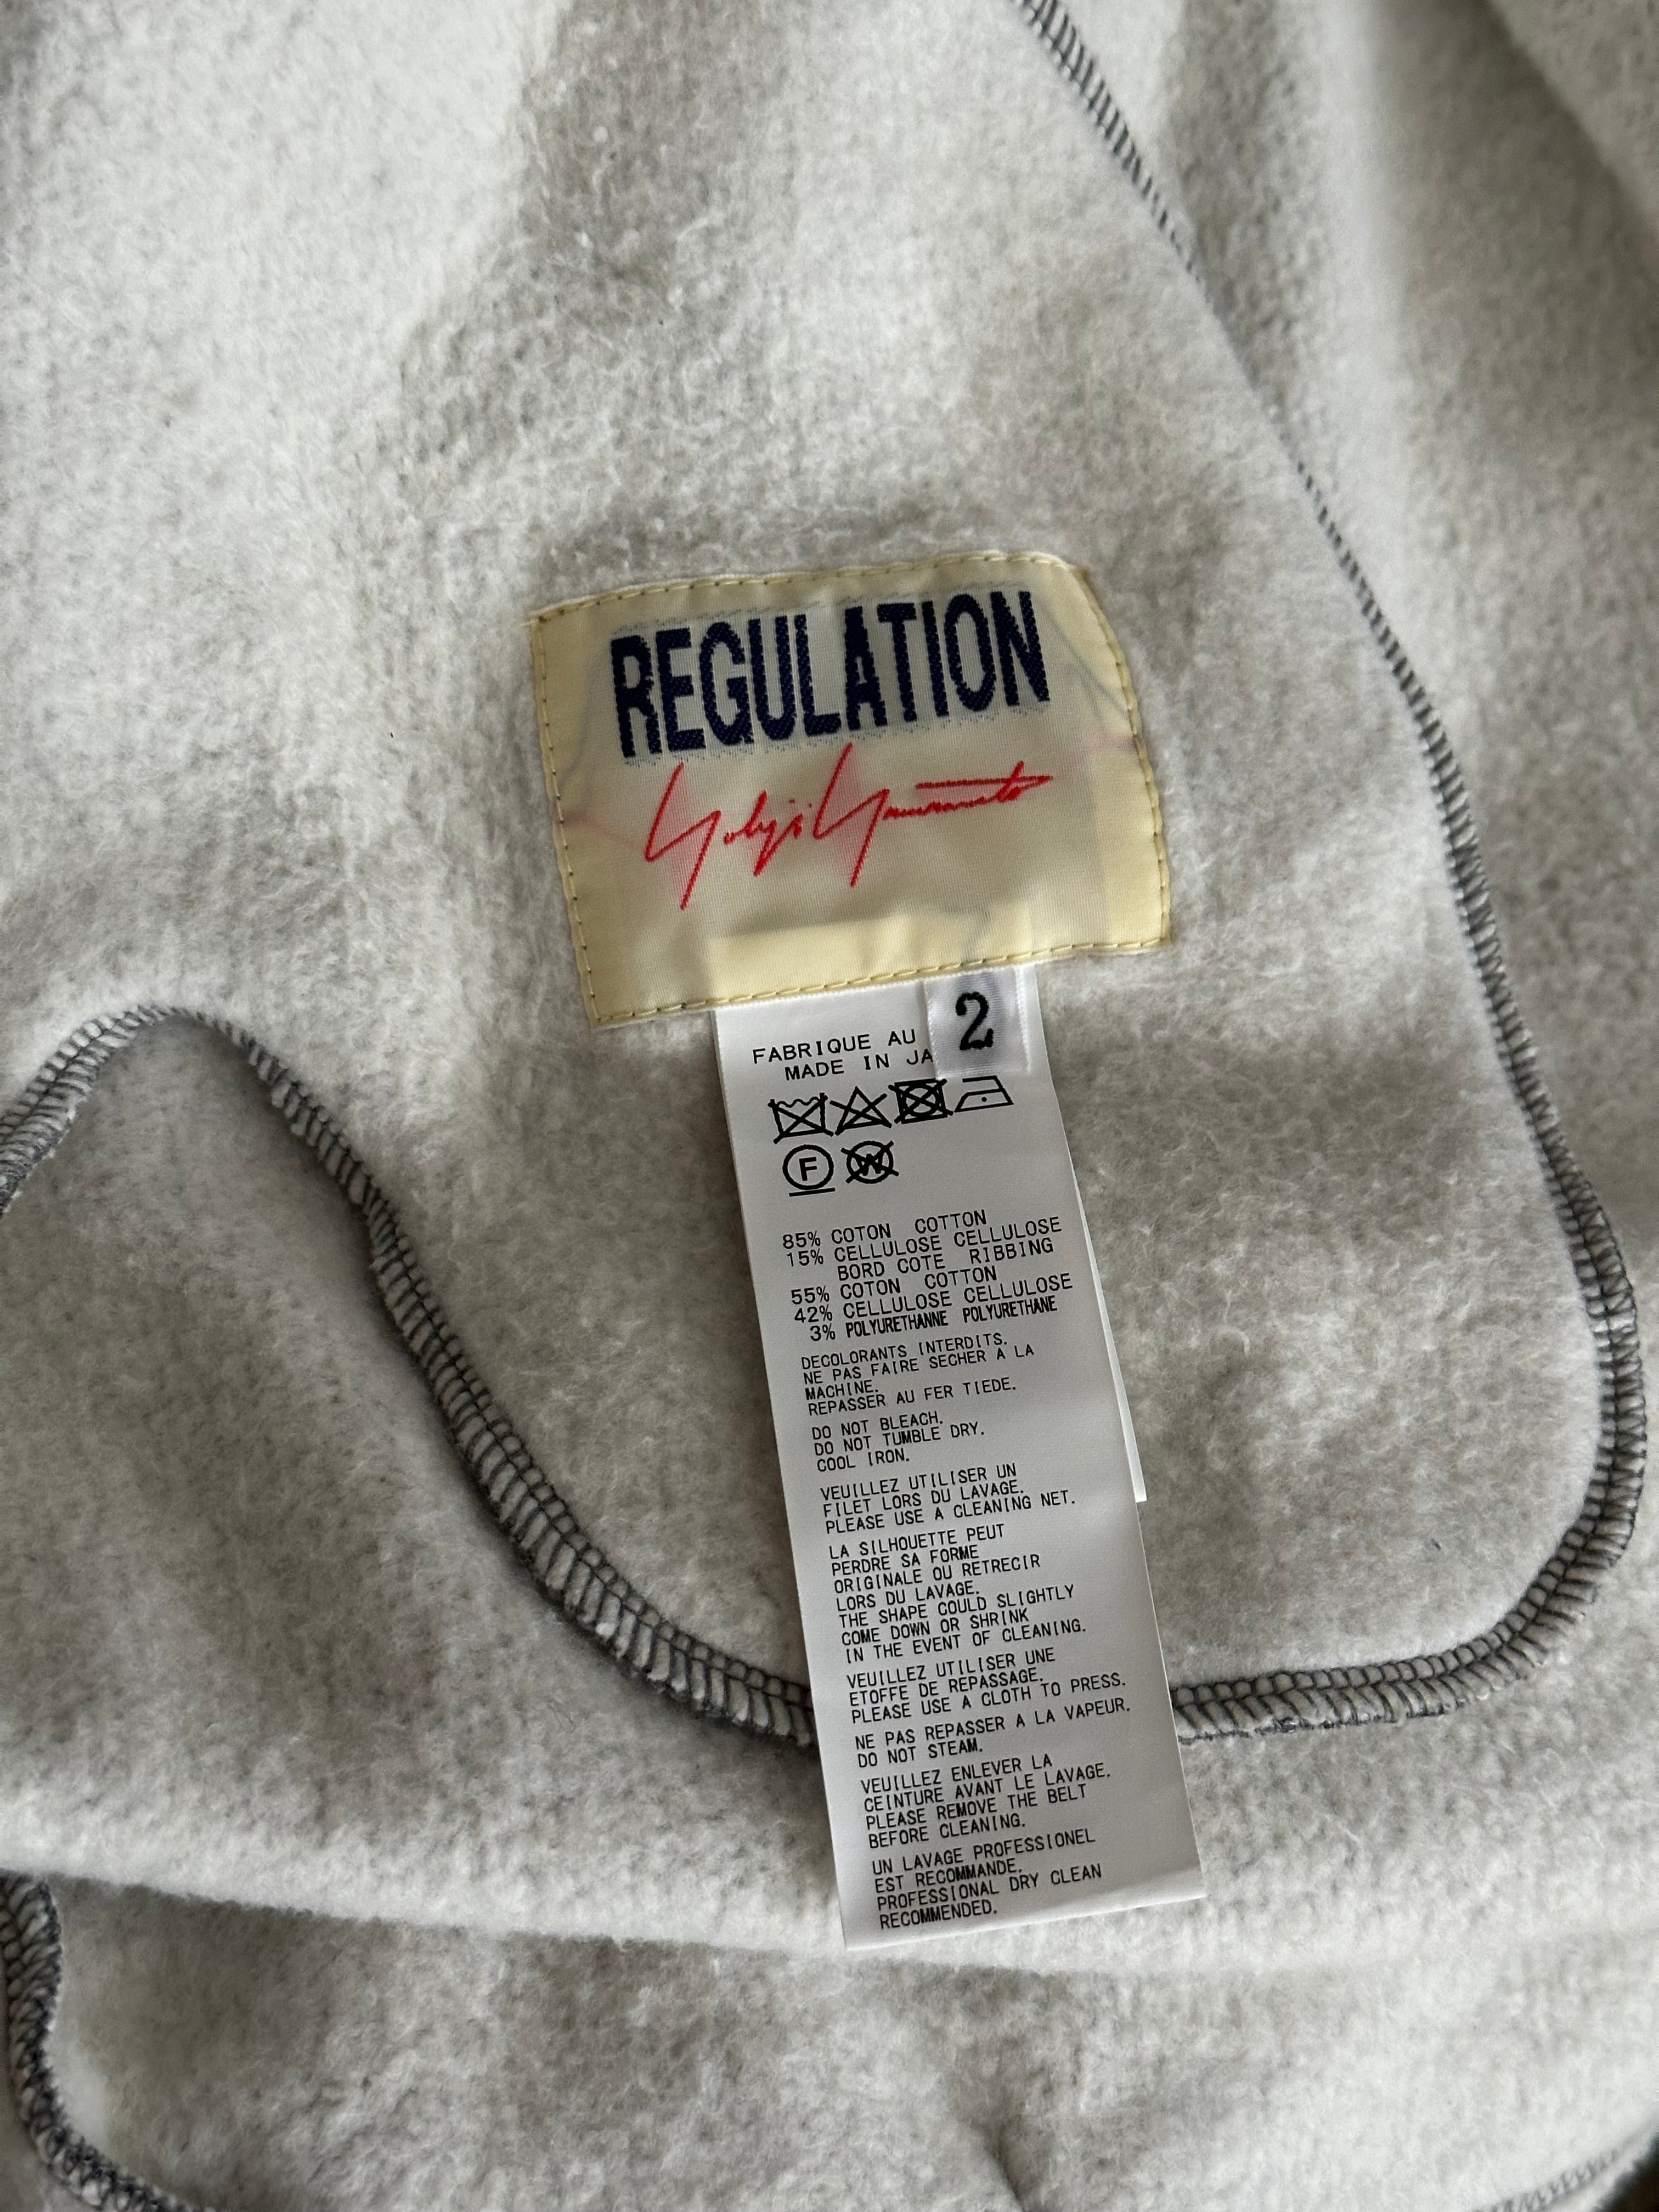 REGULATION
Yohji Yamamoto
2
FABRIQUE AU
MADE IN JA
F
W
85% COTON COTTON
15% CELLULOSE CELLULOSE
BORD COTE RIBBING
55% COTON COTTON
42% CELLULOSE CELLULOSE
3% POLYURETHANNE POLYURETHANE
DECOLORANTS INTERDITS.
NE PAS FAIRE SECHER A LA
MACHINE.
REPASSER AU FER TIEDE.
DO NOT BLEACH.
DO NOT TUMBLE DRY.
COOL IRON.
VEUILLEZ UTILISER UN
FILET LORS DU LAVAGE.
PLEASE USE A CLEANING NET.
LA SILHOUETTE PEUT
PERDRE SA FORME
ORIGINALE OU RETRECIR
LORS DU LAVAGE.
THE SHAPE COULD SLIGHTLY
COME DOWN OR SHRINK
IN THE EVENT OF CLEANING.
VEUILLEZ UTILISER UNE
ETOFFE DE REPASSAGE.
PLEASE USE A CLOTH TO PRESS.
NE PAS REPASSER A LA VAPEUR.
DO NOT STEAM.
VEUILLEZ ENLEVER LA
CEINTURE AVANT LE LAVAGE.
PLEASE REMOVE THE BELT
BEFORE CLEANING.
UN LAVAGE PROFESSIONEL
EST RECOMMANDE.
PROFESSIONAL DRY CLEAN
RECOMMENDED.